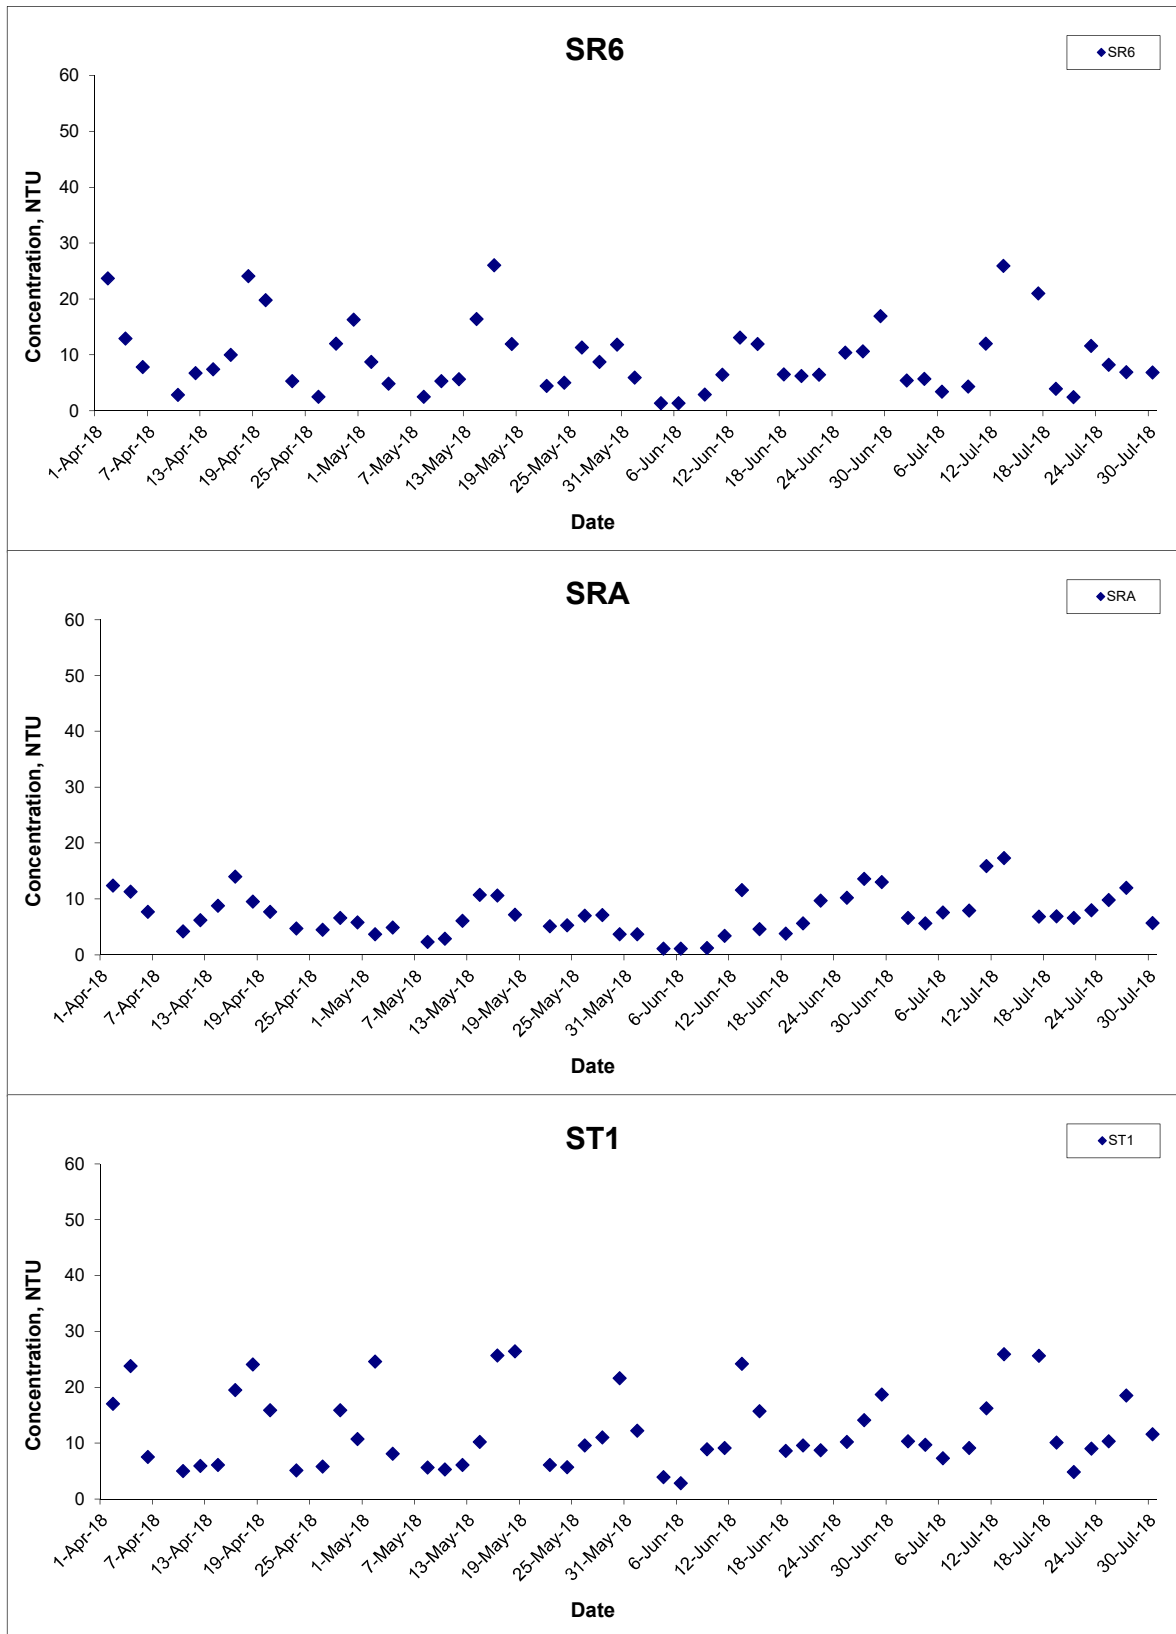 SR6
SR6
60
50
40
30
20
10
0
Concentration, NTU
1-Apr-18 7-Apr-18 13-Apr-18 19-Apr-18 25-Apr-18 1-May-18 7-May-18 13-May-18 19-May-18 25-May-18 31-May-18 6-Jun-18 12-Jun-18 18-Jun-18 24-Jun-18 30-Jun-18 6-Jul-18 12-Jul-18 18-Jul-18 24-Jul-18 30-Jul-18
Date
SRA
SRA
60
50
40
30
20
10
0
Concentration, NTU
1-Apr-18 7-Apr-18 13-Apr-18 19-Apr-18 25-Apr-18 1-May-18 7-May-18 13-May-18 19-May-18 25-May-18 31-May-18 6-Jun-18 12-Jun-18 18-Jun-18 24-Jun-18 30-Jun-18 6-Jul-18 12-Jul-18 18-Jul-18 24-Jul-18 30-Jul-18
Date
ST1
ST1
60
50
40
30
20
10
0
Concentration, NTU
1-Apr-18 7-Apr-18 13-Apr-18 19-Apr-18 25-Apr-18 1-May-18 7-May-18 13-May-18 19-May-18 25-May-18 31-May-18 6-Jun-18 12-Jun-18 18-Jun-18 24-Jun-18 30-Jun-18 6-Jul-18 12-Jul-18 18-Jul-18 24-Jul-18 30-Jul-18
Date